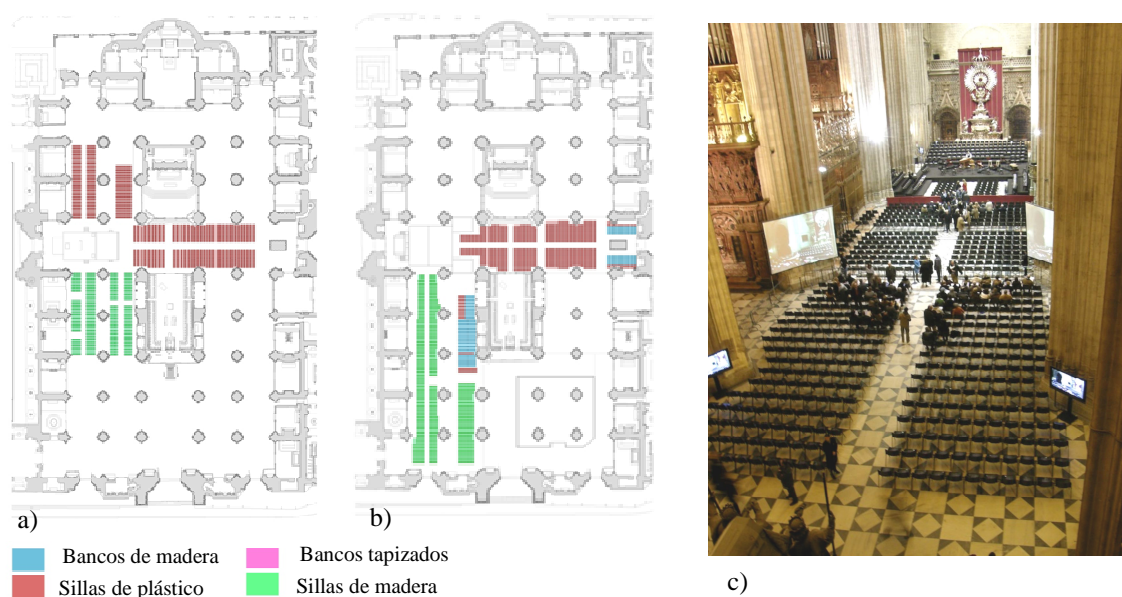 a)
b)
Bancos de madera
Bancos tapizados
Sillas de plástico
Sillas de madera
c)